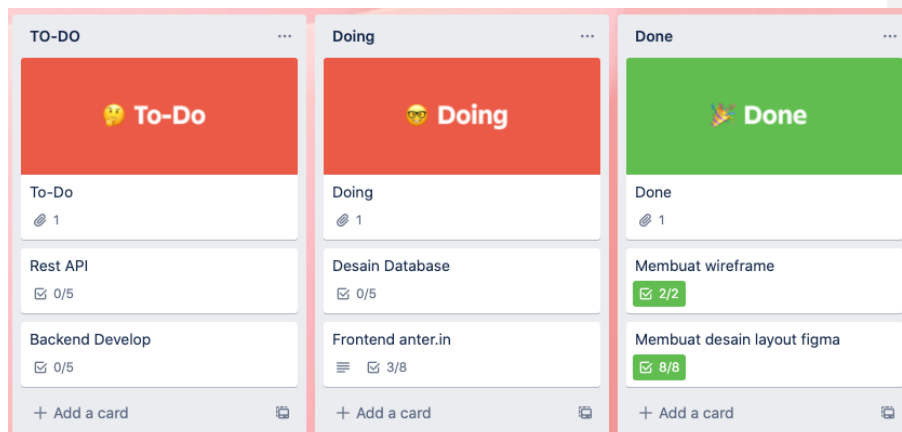 TO-DO
To-Do
To-Do
1
Rest API
0/5
Backend Develop
0/5
+ Add a card
Doing
Doing
Doing
1
Desain Database
0/5
Frontend anter.in
3/8
+ Add a card
Done
Done
Done
1
Membuat wireframe
2/2
Membuat desain layout figma
8/8
+ Add a card